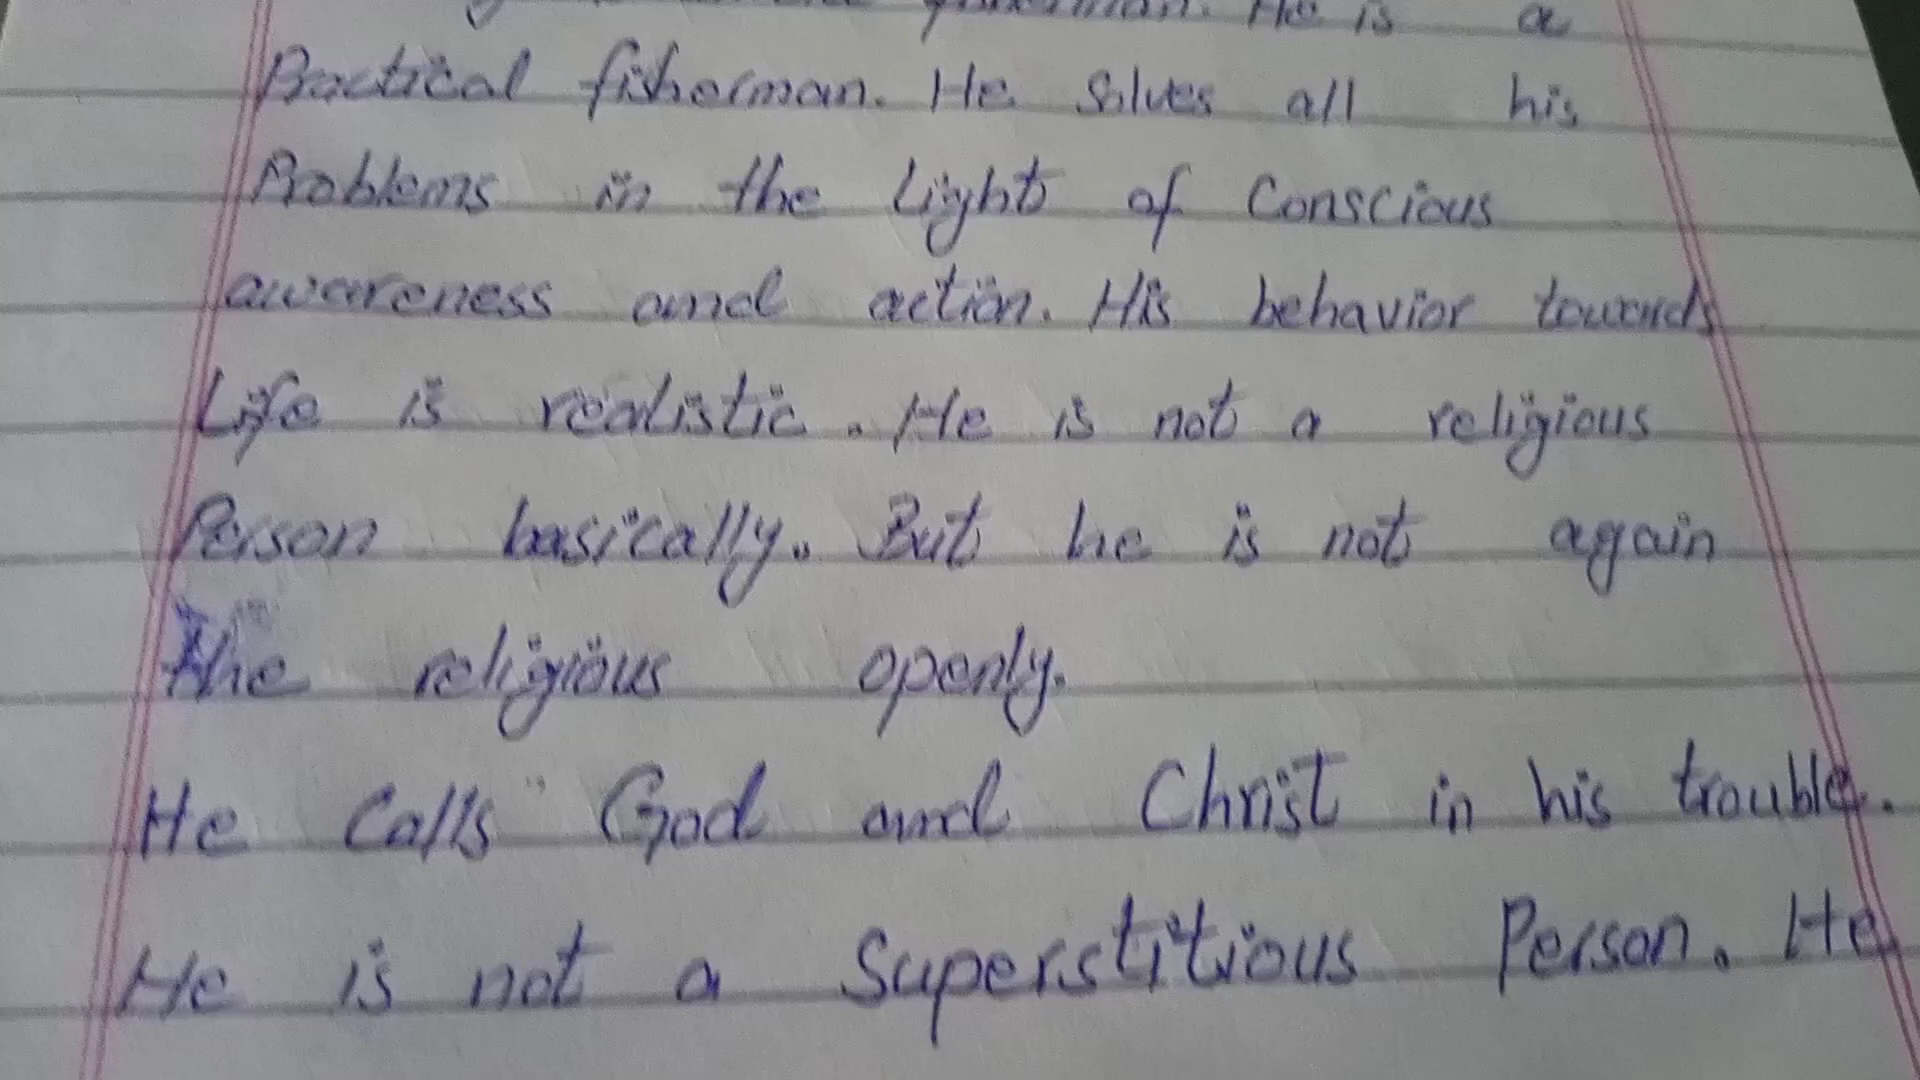 fisherman. He is a
Practical fisherman. He Solves all his
Problems in the Light of Conscious
awareness and action. His behavior towards
Life is realistic. He is not a religious
Person basically. But he is not again
the religious openly.
He Calls God and Christ in his trouble.
He is not a Superstitious Person. He